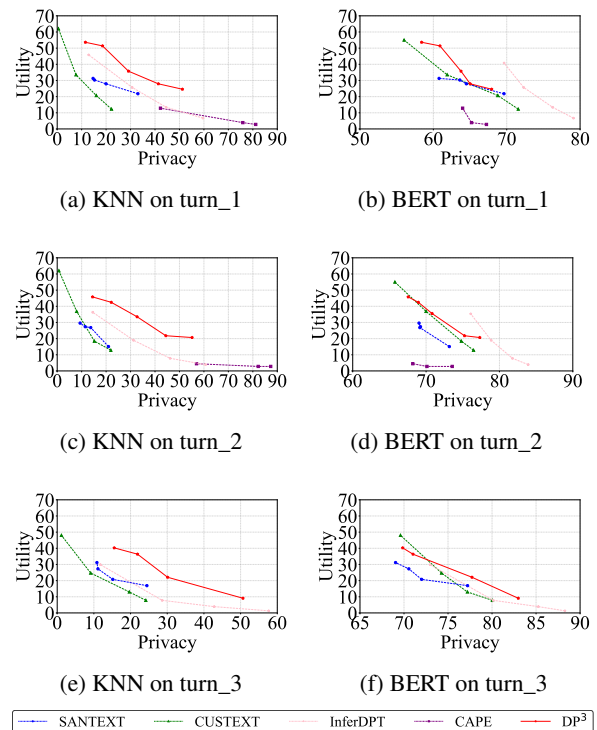 70
60
50
40
30
20
10
0
Utility
0 10 20 30 40 50 60 70 80 90
Privacy
(a) KNN on turn_1
70
60
50
40
30
20
10
0
Utility
50 60 70 80
Privacy
(b) BERT on turn_1
70
60
50
40
30
20
10
0
Utility
0 10 20 30 40 50 60 70 80 90
Privacy
(c) KNN on turn_2
70
60
50
40
30
20
10
0
Utility
60 70 80 90
Privacy
(d) BERT on turn_2
70
60
50
40
30
20
10
0
Utility
0 10 20 30 40 50 60
Privacy
(e) KNN on turn_3
70
60
50
40
30
20
10
0
Utility
65 70 75 80 85 90
Privacy
(f) BERT on turn_3
SANTEXT CUSTEXT InferDPT CAPE DP³